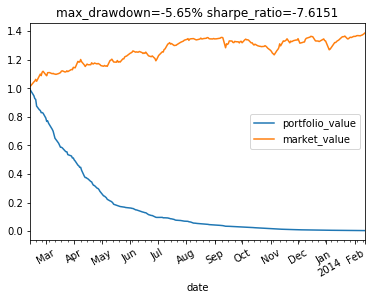 max_drawdown=-5.65% sharpe_ratio=-7.6151
1.4
1.2
1.0
0.8
0.6
0.4
0.2
0.0
portfolio_value
market_value
Mar
Apr
May
Jun
Jul
Aug
Sep
Oct
Nov
Dec
Jan
2014
Feb
date